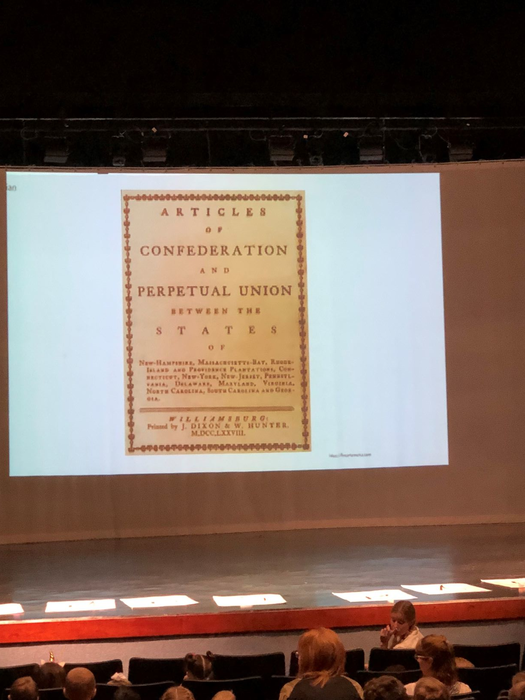 ian
ARTICLES
OF
CONFEDERATION
AND
PERPETUAL UNION
BETWEEN THE
STATES
OF
NEW-HAMPSHIRE, MASSACHUSETTS-BAY, RHODE-
ISLAND AND PROVIDENCE PLANTATIONS, CON-
NECTICUT, NEW-YORK, NEW-JERSEY, PENNSYL-
VANIA, DELAWARE, MARYLAND, VIRGINIA,
NORTH CAROLINA, SOUTH CAROLINA AND GEOR-
GIA.
WILLIAMSBURG:
Printed by J. DIXON & W. HUNTER.
M,DCC,LXXVIII.